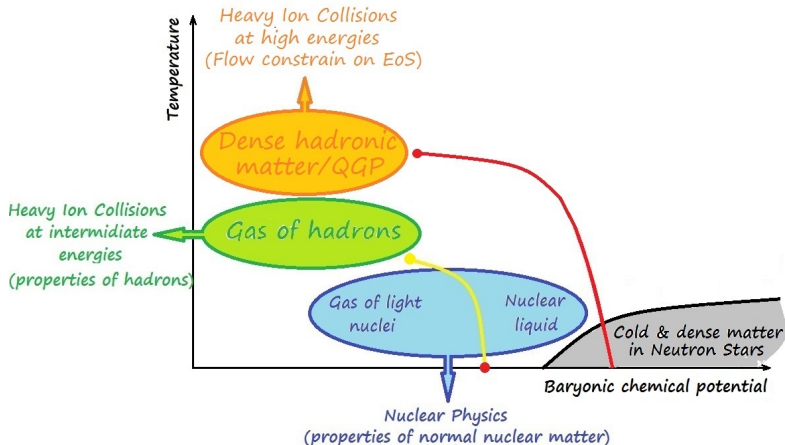 Heavy Ion Collisions
at high energies
(Flow constrain on EoS)
Temperature
Dense hadronic
matter/QGP
Heavy Ion Collisions
at intermidiate
energies
(properties of hadrons)
Gas of hadrons
Gas of light
nuclei
Nuclear
liquid
Cold & dense matter
in Neutron Stars
Baryonic chemical potential
Nuclear Physics
(properties of normal nuclear matter)